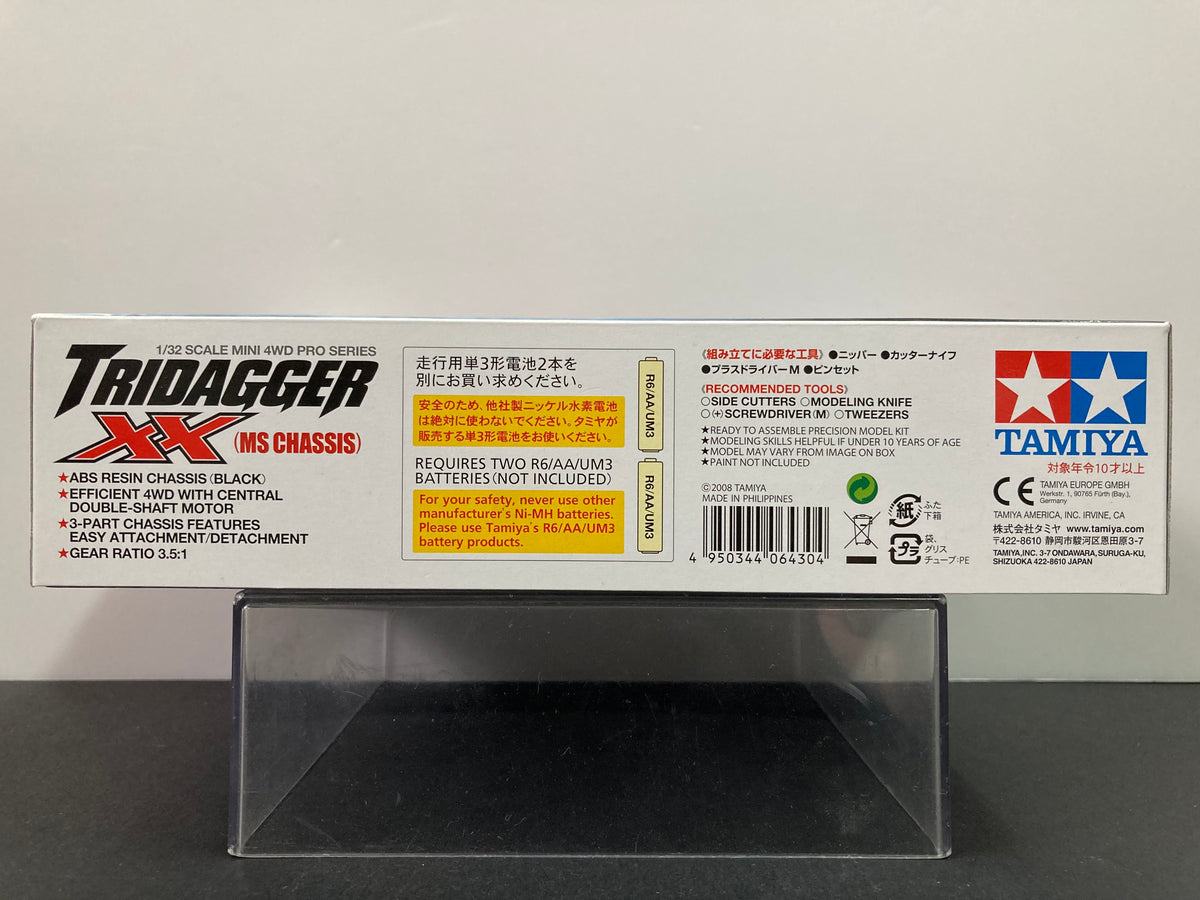 1/32 SCALE MINI 4WD PRO SERIES
TRIDAGGER
XX (MS CHASSIS)
★ABS RESIN CHASSIS (BLACK)
★EFFICIENT 4WD WITH CENTRAL
DOUBLE-SHAFT MOTOR
★3-PART CHASSIS FEATURES
EASY ATTACHMENT/DETACHMENT
★GEAR RATIO 3.5:1
走行用単3形電池2本を
別にお買い求めください。
安全のため、他社製ニッケル水素電池
は絶対に使わないでください。タミヤが
販売する単3形電池をお使いください。
REQUIRES TWO R6/AA/UM3
BATTERIES (NOT INCLUDED)
For your safety, never use other
manufacturer's Ni-MH batteries.
Please use Tamiya's R6/AA/UM3
battery products.
R6/AA/UM3
R6/AA/UM3
《組み立てに必要な工具》 ●ニッパー ●カッターナイフ
●プラスドライバーM ●ピンセット
《RECOMMENDED TOOLS》
○SIDE CUTTERS ○MODELING KNIFE
○(+)SCREWDRIVER(M) ○TWEEZERS
★READY TO ASSEMBLE PRECISION MODEL KIT
★MODELING SKILLS HELPFUL IF UNDER 10 YEARS OF AGE
★MODEL MAY VARY FROM IMAGE ON BOX
★PAINT NOT INCLUDED
©2008 TAMIYA
MADE IN PHILIPPINES
4 950344 064304
紙 ふた
下箱
プラ 袋、
グリス
チューブ:PE
TAMIYA
対象年令10才以上
CE TAMIYA EUROPE GMBH
Werkstr. 1, 90765 Fürth (Bay.),
Germany
TAMIYA AMERICA, INC. IRVINE, CA
株式会社タミヤ www.tamiya.com
〒422-8610 静岡市駿河区恩田原3-7
TAMIYA,INC. 3-7 ONDAWARA, SURUGA-KU,
SHIZUOKA 422-8610 JAPAN